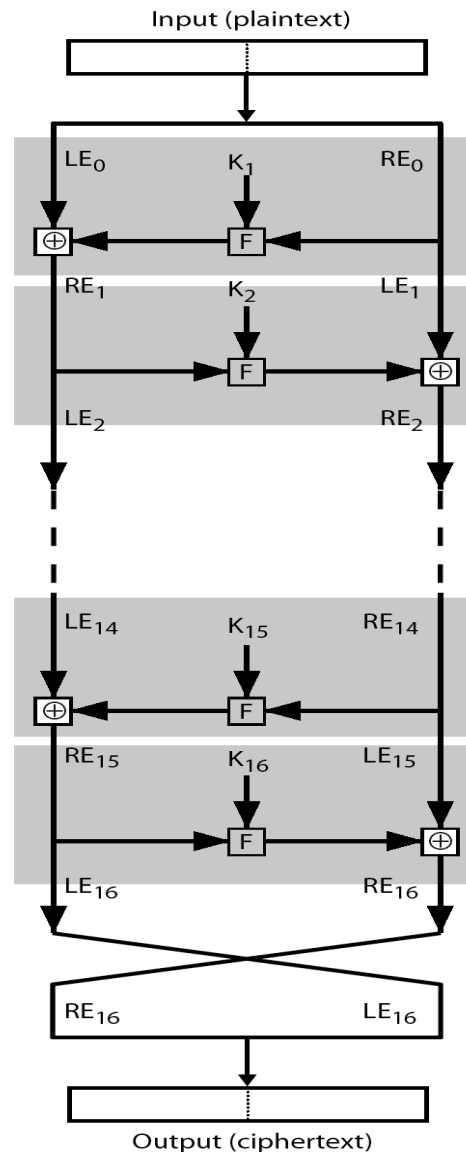 Input (plaintext)
LE₀ K₁ RE₀
⊕ F
RE₁ K₂ LE₁
F ⊕
LE₂ RE₂
LE₁₄ K₁₅ RE₁₄
⊕ F
RE₁₅ K₁₆ LE₁₅
F ⊕
LE₁₆ RE₁₆
RE₁₆ LE₁₆
Output (ciphertext)